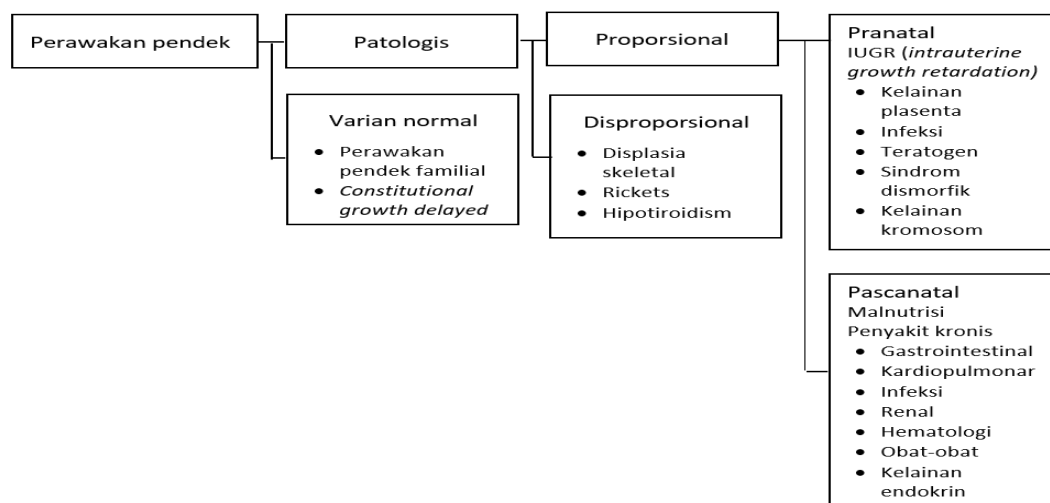 Perawakan pendek
Patologis
Proporsional
Pranatal
IUGR (intrauterine
growth retardation)
• Kelainan
plasenta
• Infeksi
• Teratogen
• Sindrom
dismorfik
• Kelainan
kromosom
Varian normal
• Perawakan
pendek familial
• Constitutional
growth delayed
Disproporsional
• Displasia
skeletal
• Rickets
• Hipotiroidism
Pascanatal
Malnutrisi
Penyakit kronis
• Gastrointestinal
• Kardiopulmonar
• Infeksi
• Renal
• Hematologi
• Obat-obat
• Kelainan
endokrin